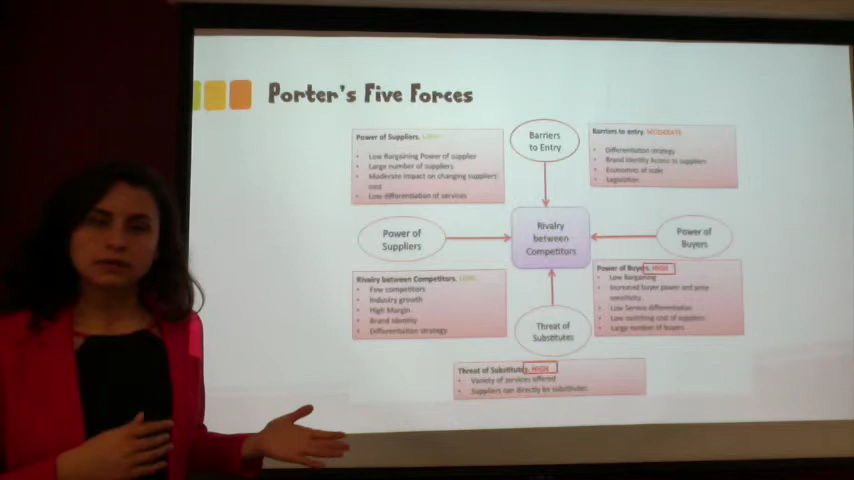 Porter's Five Forces
Power of Suppliers. LOW
Low Bargaining Power of supplier
Large number of suppliers
Moderate impact on changing suppliers
cost
Low differentiation of services
Barriers
to Entry
Barriers to entry. MODERATE
Differentiation strategy
Brand identity Access to suppliers
Economies of scale
Legislation
Power of
Suppliers
Rivalry
between
Competitors
Power of
Buyers
Rivalry between Competitors. LOW
Few competitors
Industry growth
High Margin
Brand identity
Differentiation strategy
Power of Buyers. HIGH
Low Bargaining
Increased buyer power and price
sensitivity
Low Service differentiation
Low switching cost of suppliers
Large number of buyers
Threat of
Substitutes
Threat of Substitutes. HIGH
Variety of services offered
Suppliers can directly be substitutes